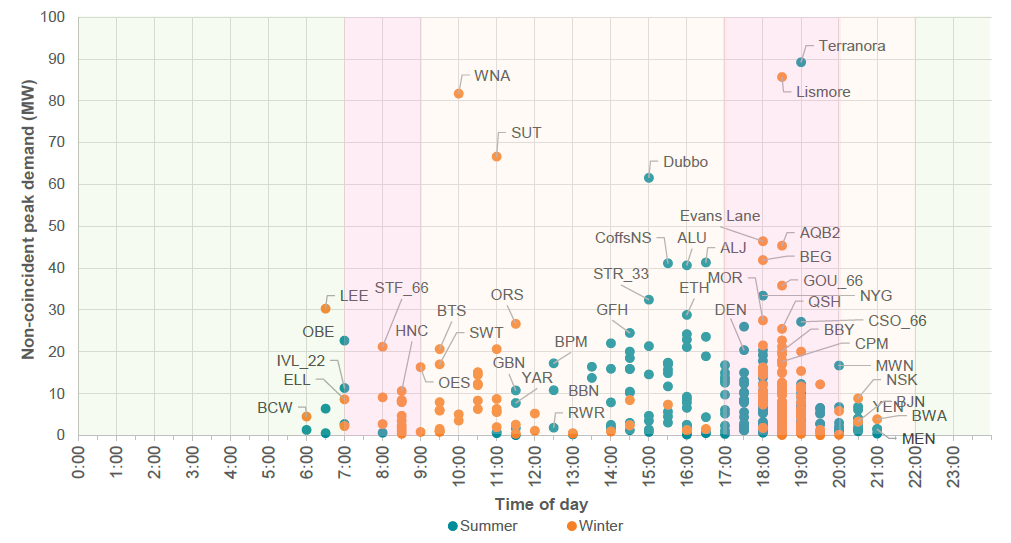 100
90
80
70
60
50
40
30
20
10
0
Non-coincident peak demand (MW)
Terranora
Lismore
WNA
SUT
Dubbo
Evans Lane
AQB2
CoffsNS
ALU
ALJ
BEG
STR_33
MOR
GOU_66
ETH
NYG
LEE
STF_66
ORS
GFH
DEN
QSH
CSO_66
OBE
HNC
BTS
SWT
BPM
BBY
CPM
IVL_22
GBN
MWN
ELL
OES
YAR
BBN
NSK
BCW
RWR
YEN
BJN
BWA
MEN
0:00 1:00 2:00 3:00 4:00 5:00 6:00 7:00 8:00 9:00 10:00 11:00 12:00 13:00 14:00 15:00 16:00 17:00 18:00 19:00 20:00 21:00 22:00 23:00
Time of day
Summer Winter